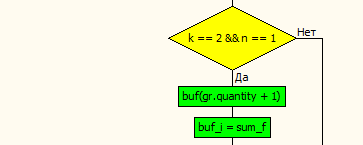 k == 2 && n == 1
Нет
Да
buf(gr.quantity + 1)
buf_i = sum_f